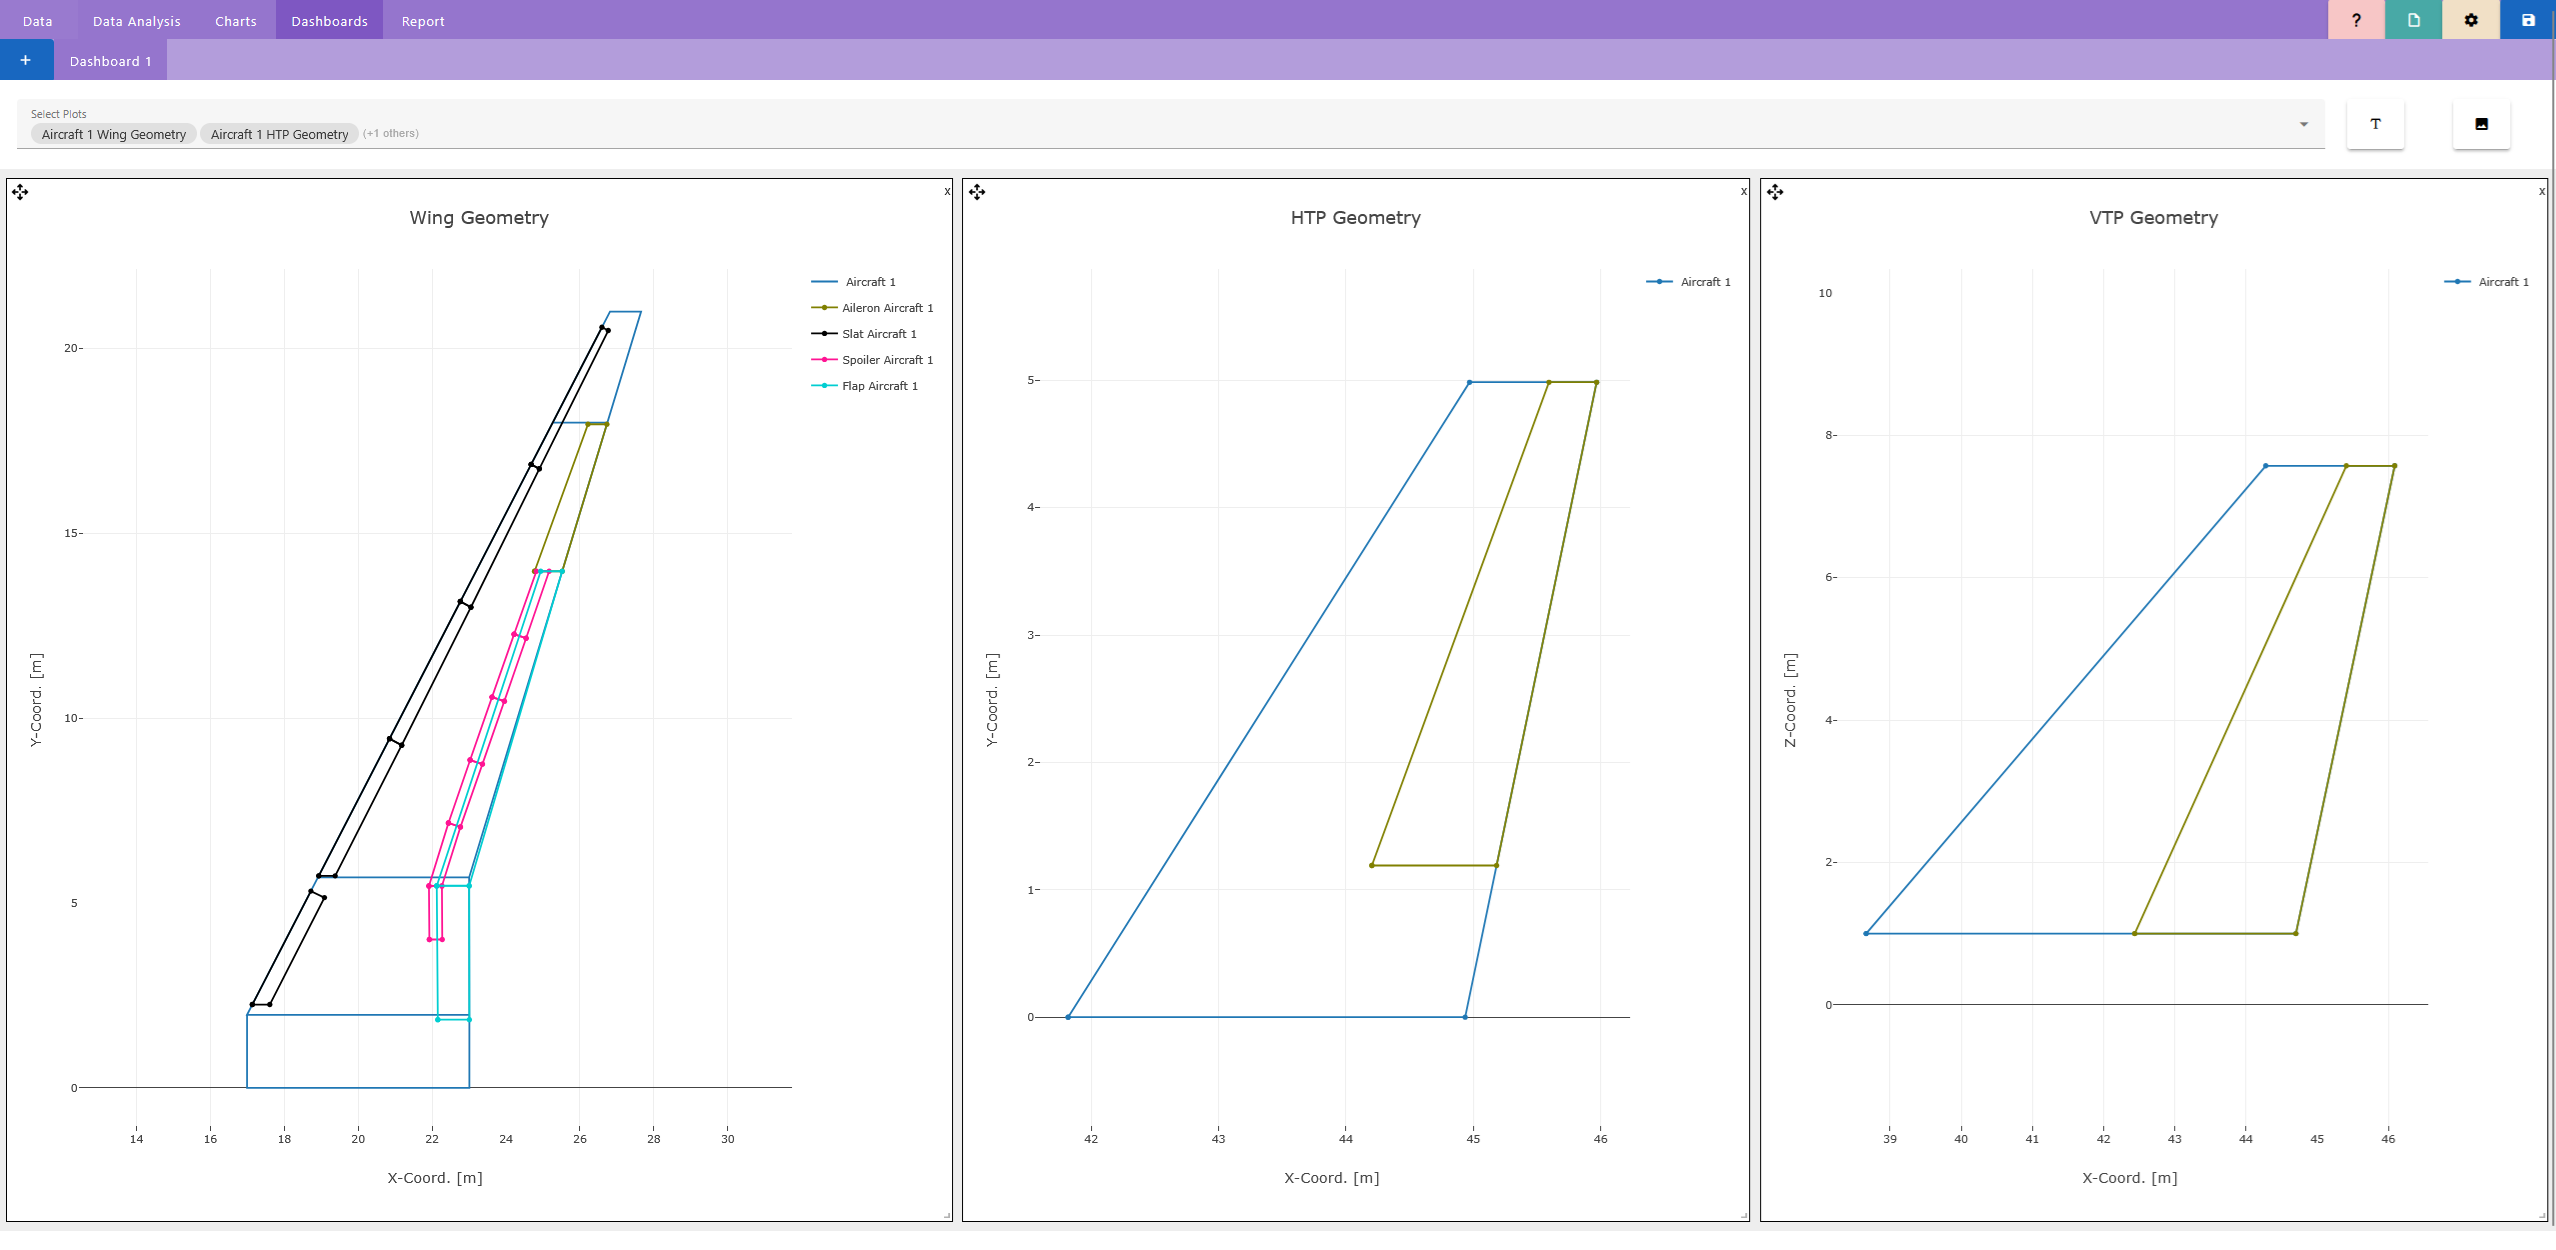 Data Data Analysis Charts Dashboards Report ?
+ Dashboard 1
Select Plots
Aircraft 1 Wing Geometry Aircraft 1 HTP Geometry (+1 others)
T
x
Wing Geometry
Aircraft 1
Aileron Aircraft 1
Slat Aircraft 1
Spoiler Aircraft 1
Flap Aircraft 1
20
15
10
5
0
Y-Coord. [m]
14 16 18 20 22 24 26 28 30
X-Coord. [m]
x
HTP Geometry
Aircraft 1
5
4
3
2
1
0
Y-Coord. [m]
42 43 44 45 46
X-Coord. [m]
x
VTP Geometry
Aircraft 1
10
8
6
4
2
0
Z-Coord. [m]
39 40 41 42 43 44 45 46
X-Coord. [m]